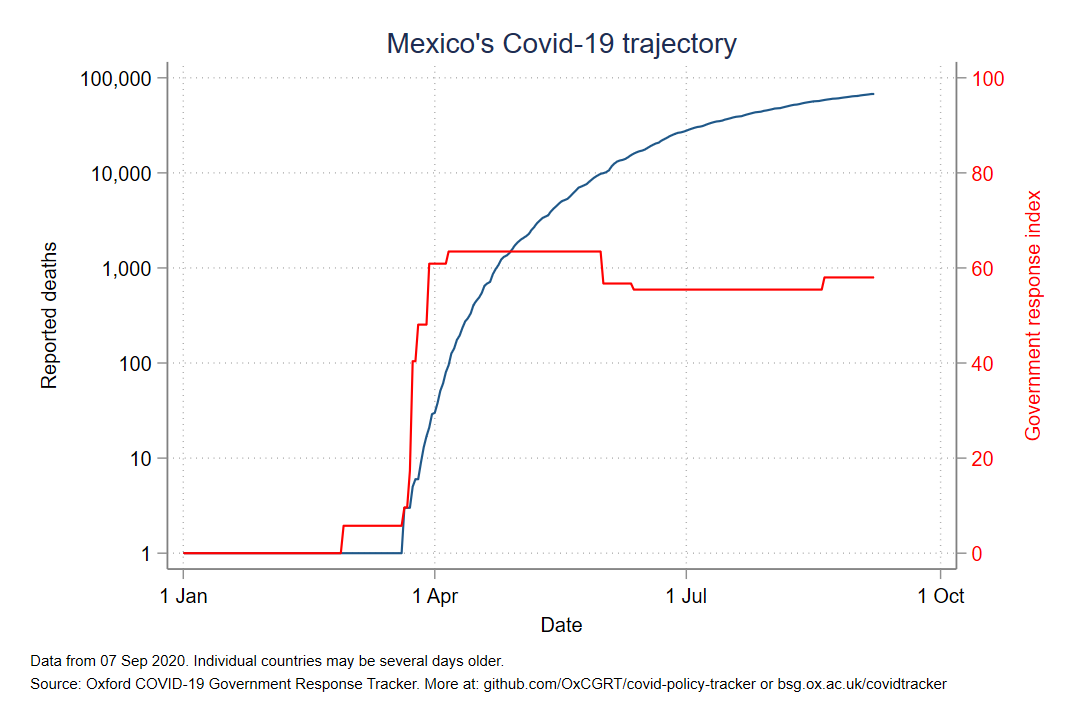 Mexico's Covid-19 trajectory
100,000
10,000
1,000
100
10
1
Reported deaths
100
80
60
40
20
0
Government response index
1 Jan
1 Apr
1 Jul
1 Oct
Date
Data from 07 Sep 2020. Individual countries may be several days older.
Source: Oxford COVID-19 Government Response Tracker. More at: github.com/OxCGRT/covid-policy-tracker or bsg.ox.ac.uk/covidtracker